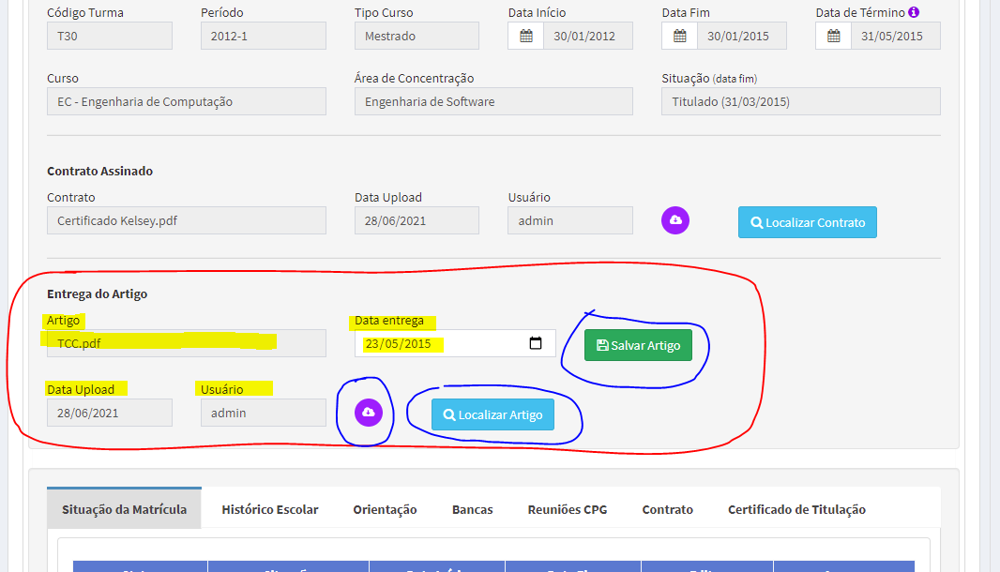 Código Turma Período Tipo Curso Data Início Data Fim Data de Término
T30 2012-1 Mestrado 30/01/2012 30/01/2015 31/05/2015
Curso Área de Concentração Situação (data fim)
EC - Engenharia de Computação Engenharia de Software Titulado (31/03/2015)
Contrato Assinado
Contrato Data Upload Usuário
Certificado Kelsey.pdf 28/06/2021 admin Localizar Contrato
Entrega do Artigo
Artigo Data entrega
TCC.pdf 23/05/2015 Salvar Artigo
Data Upload Usuário
28/06/2021 admin Localizar Artigo
Situação da Matrícula Histórico Escolar Orientação Bancas Reuniões CPG Contrato Certificado de Titulação